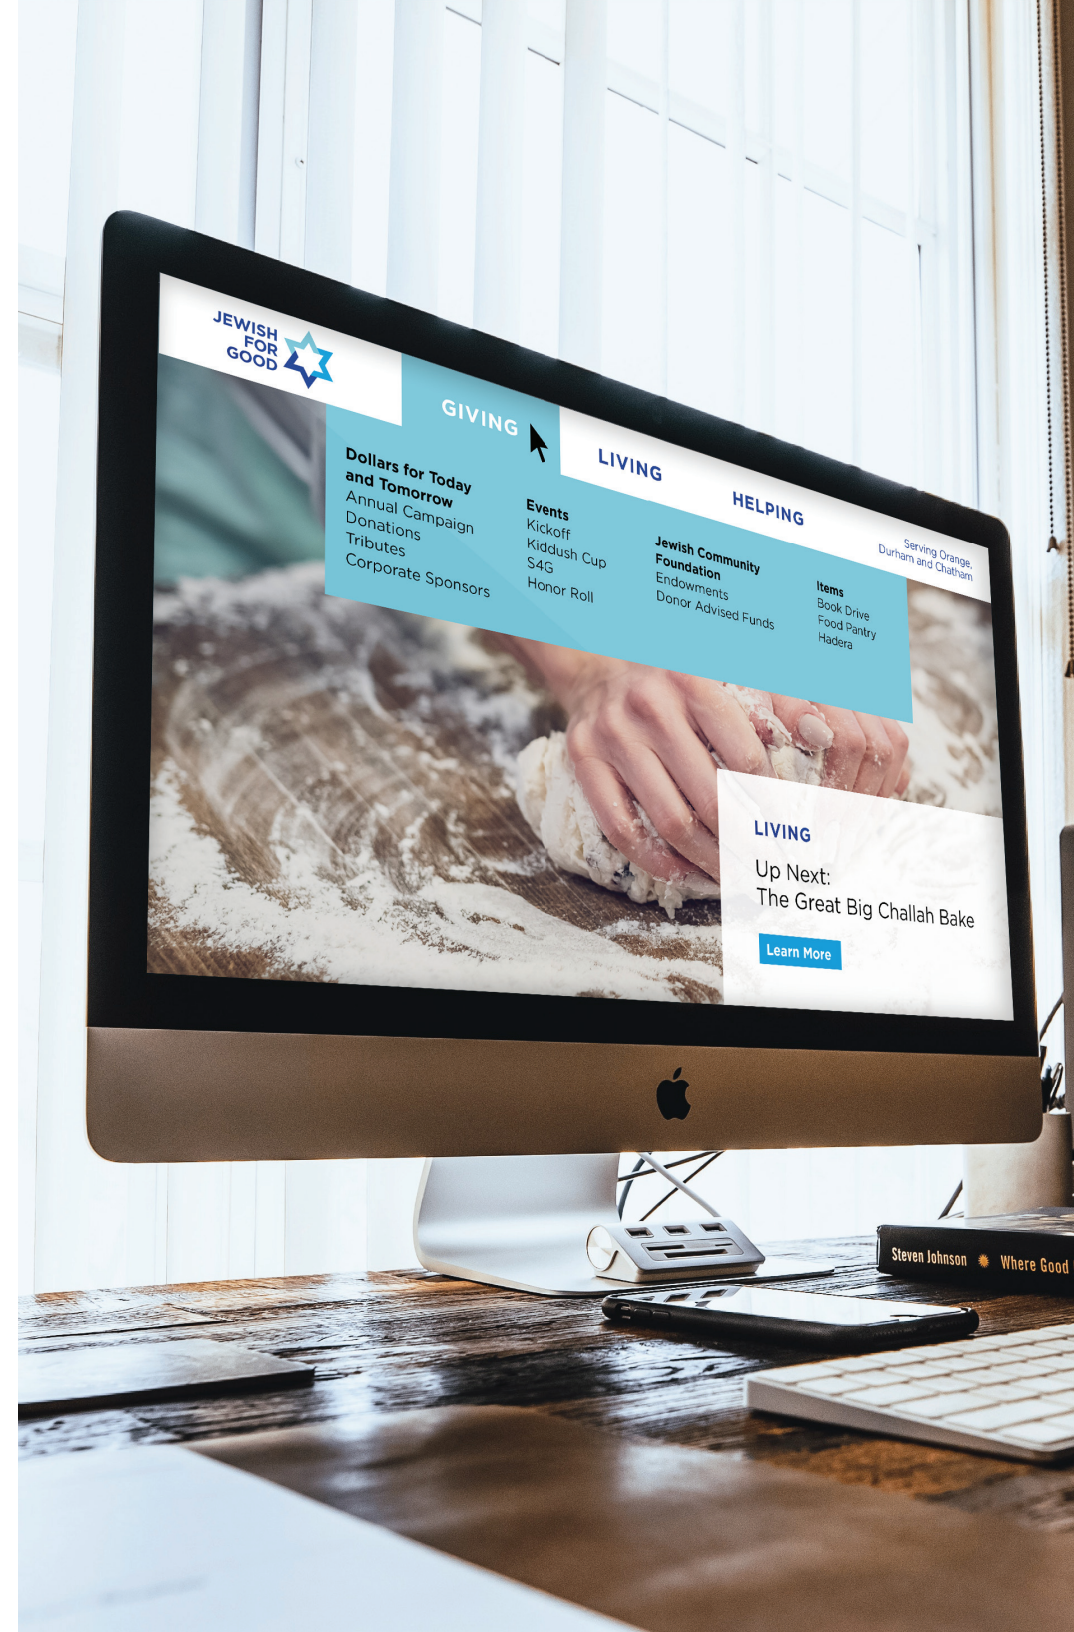 JEWISH
FOR
GOOD
GIVING
LIVING
HELPING
Serving Orange,
Durham and Chatham
Dollars for Today
and Tomorrow
Annual Campaign
Donations
Tributes
Corporate Sponsors
Events
Kickoff
Kiddush Cup
S4G
Honor Roll
Jewish Community
Foundation
Endowments
Donor Advised Funds
Items
Book Drive
Food Pantry
Hadera
LIVING
Up Next:
The Great Big Challah Bake
Learn More
Steven Johnson Where Good